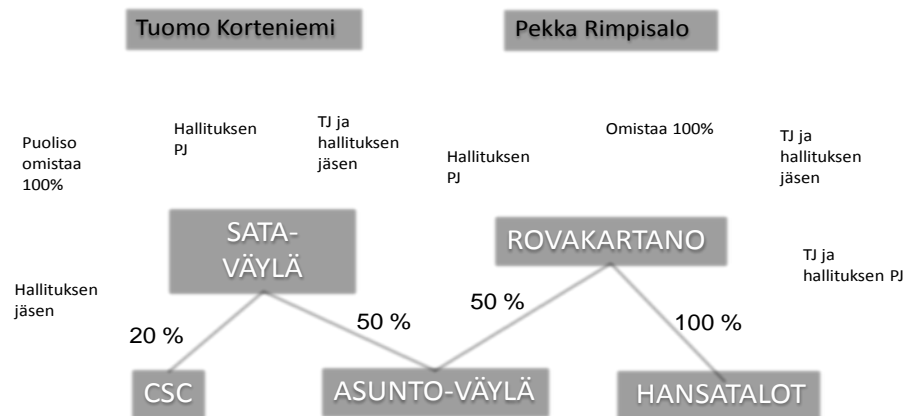 Tuomo Korteniemi
Pekka Rimpisalo
Puoliso
omistaa
100%
Hallituksen
PJ
TJ ja
hallituksen
jäsen
Hallituksen
PJ
Omistaa 100%
TJ ja
hallituksen
jäsen
SATA-
VÄYLÄ
ROVAKARTANO
TJ ja
hallituksen PJ
Hallituksen
jäsen
20 %
50 %
50 %
100 %
CSC
ASUNTO-VÄYLÄ
HANSATALOT